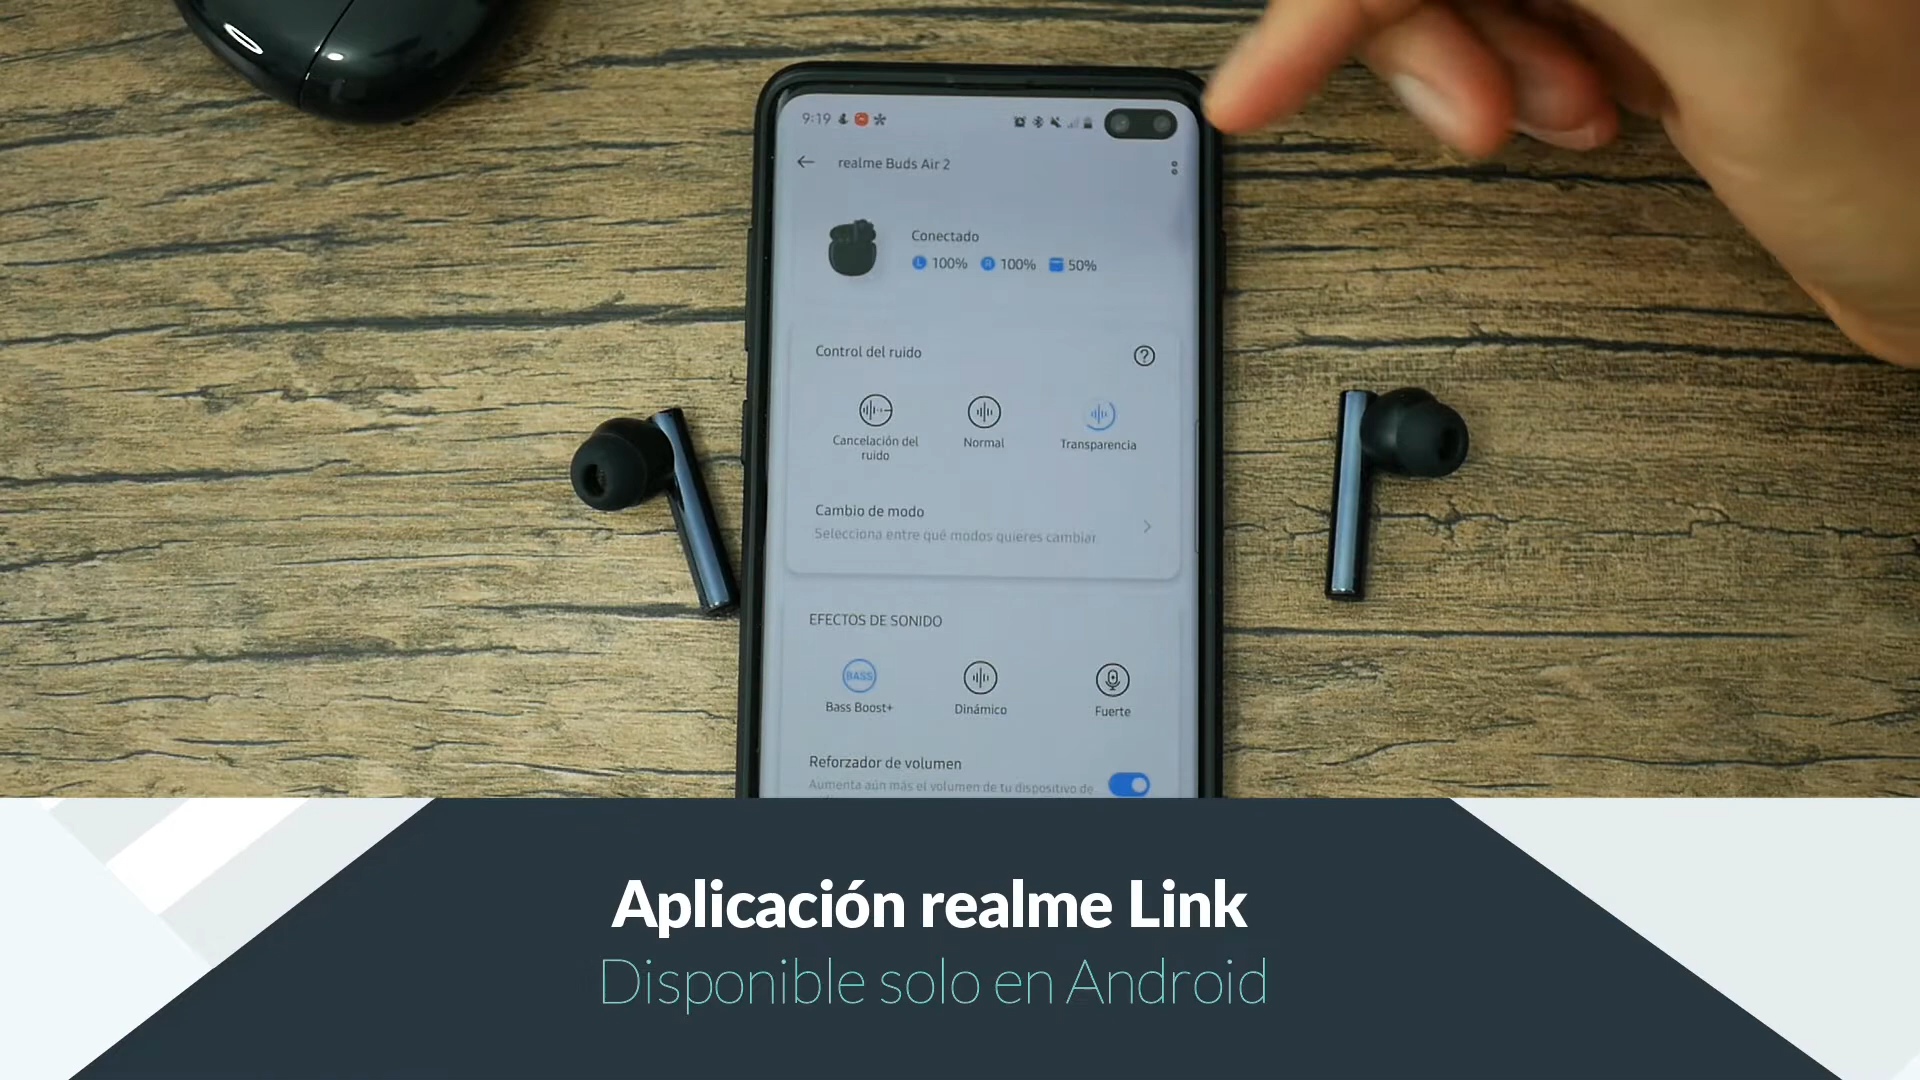 9:19
realme Buds Air 2
Conectado
L 100% R 100% 50%
Control del ruido
?
Cancelación del
ruido
Normal
Transparencia
Cambio de modo
Selecciona entre qué modos quieres cambiar.
EFECTOS DE SONIDO
BASS
Bass Boost+
Dinámico
Fuerte
Reforzador de volumen
Aumenta aún más el volumen de tu dispositivo de
Aplicación realme Link
Disponible solo en Android